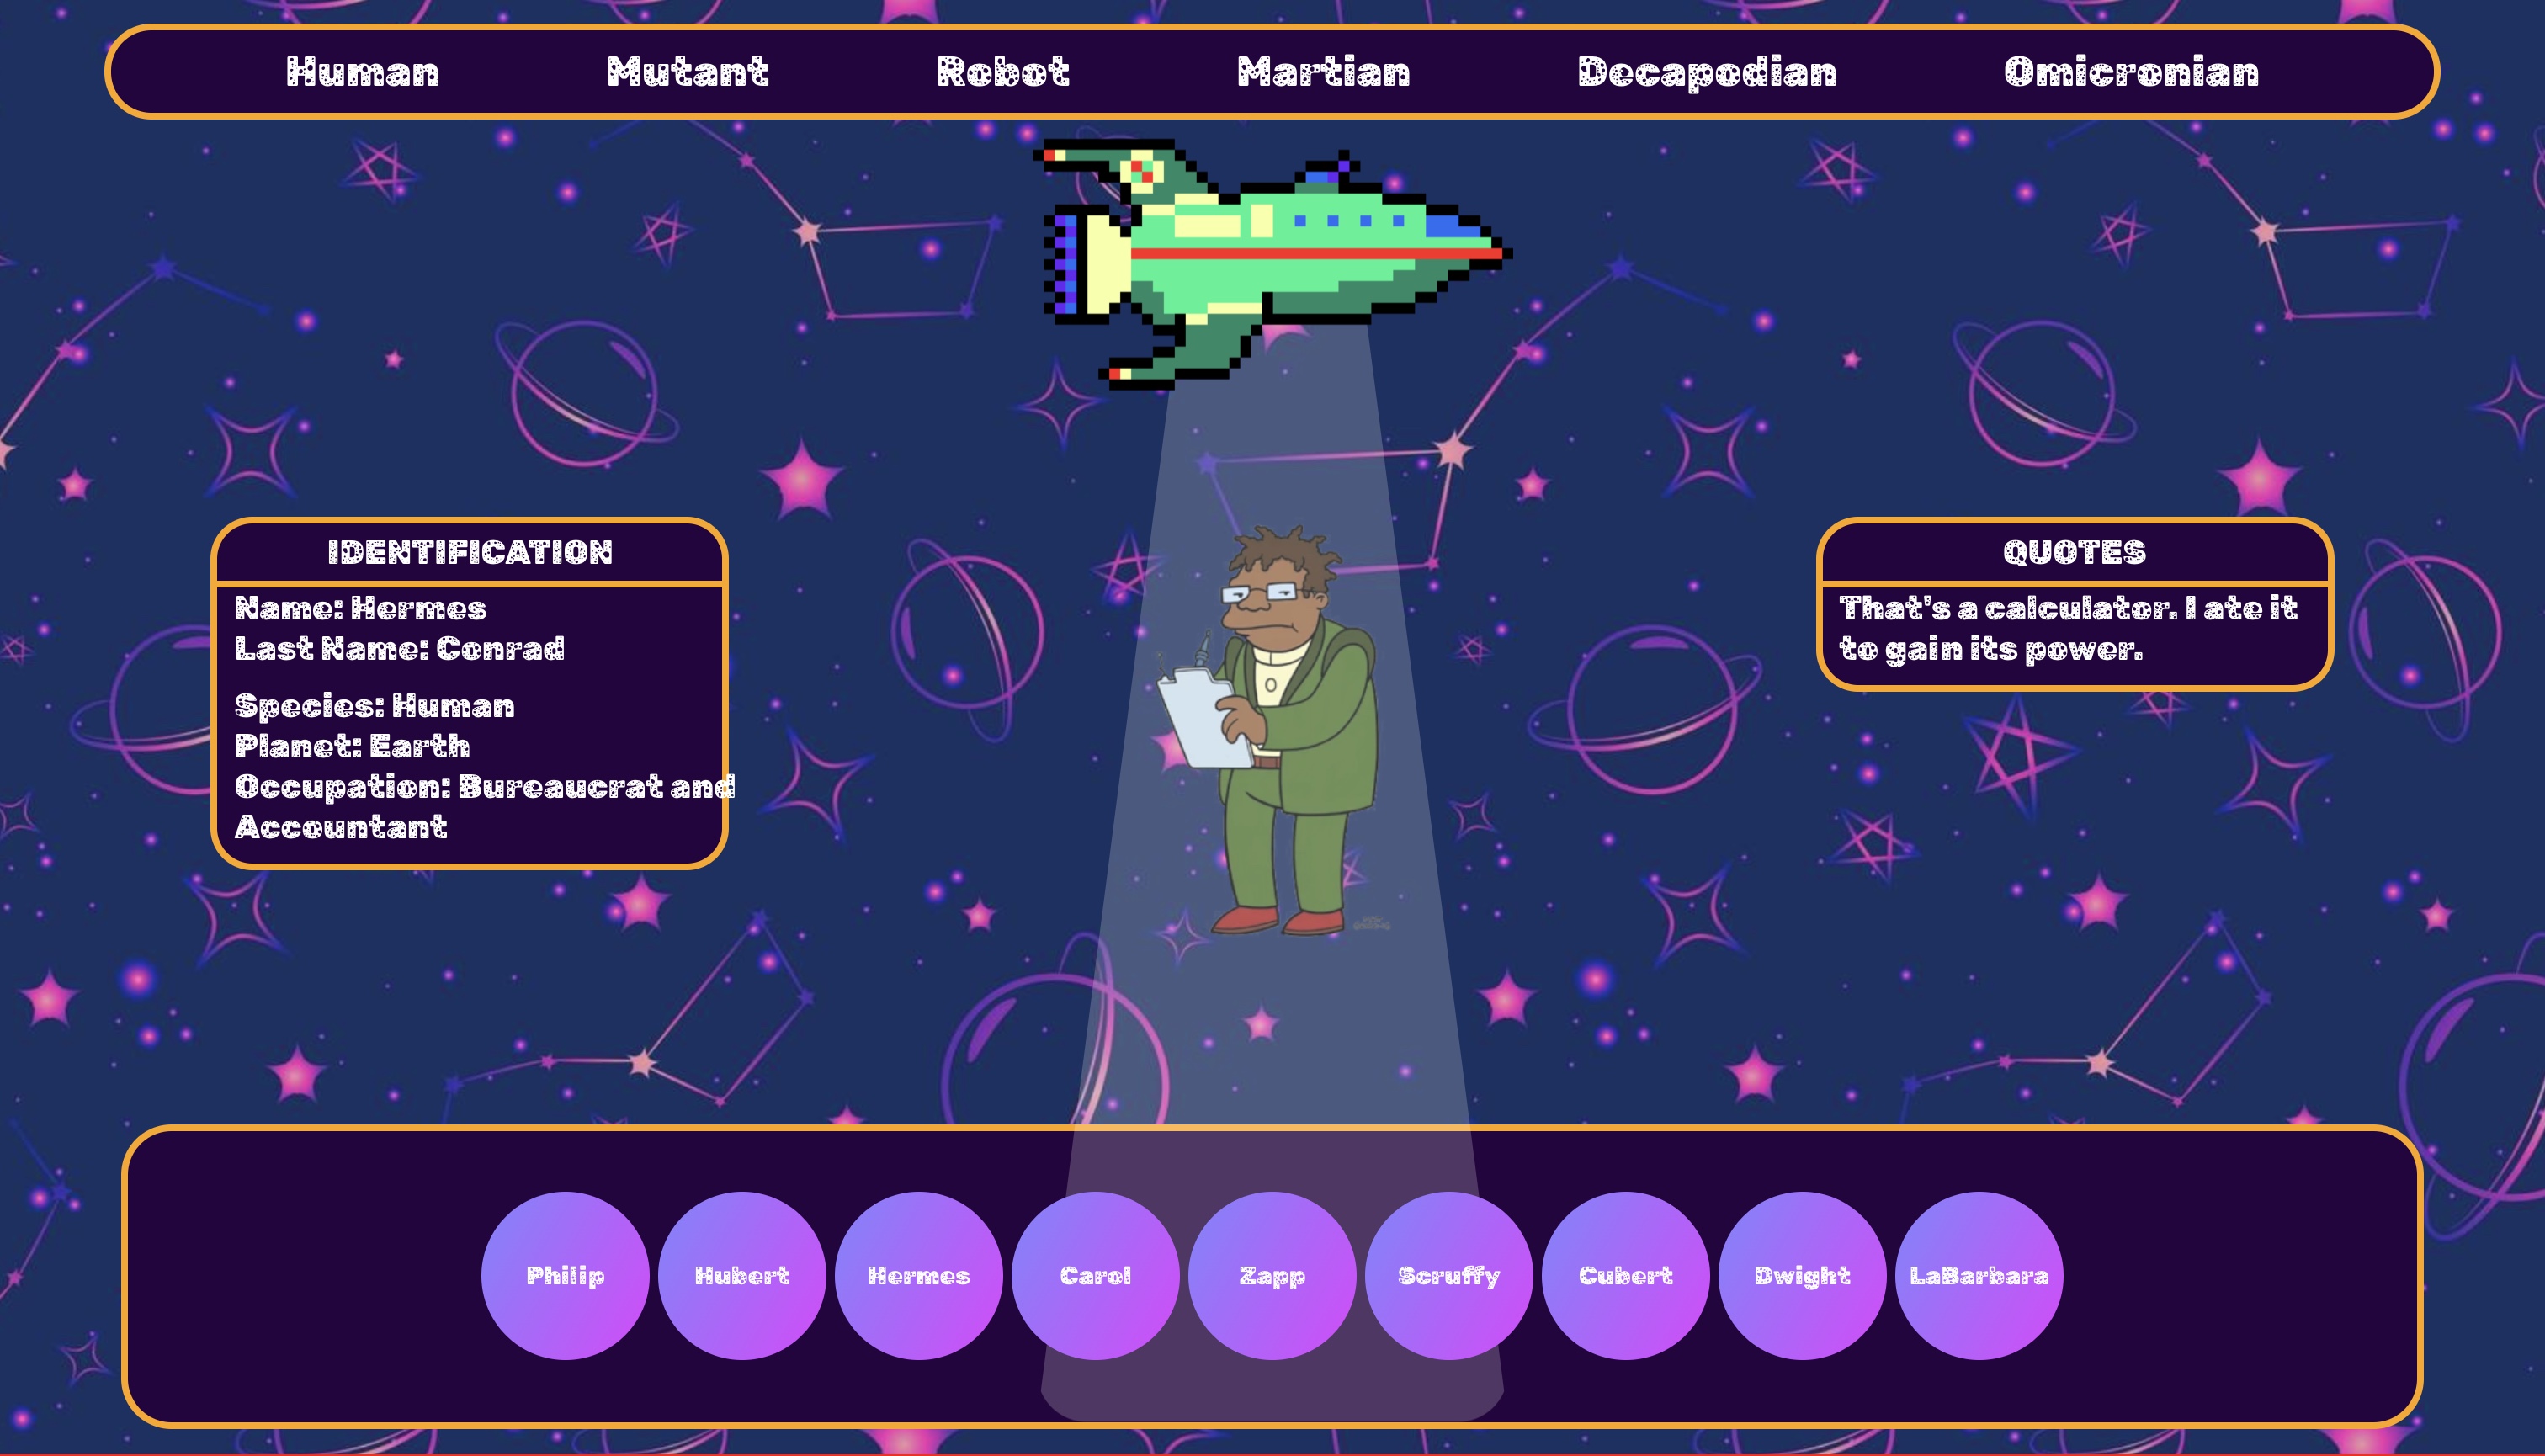 Human Mutant Robot Martian Decapodian Omicronian
IDENTIFICATION
Name: Hermes
Last Name: Conrad
Species: Human
Planet: Earth
Occupation: Bureaucrat and
Accountant
QUOTES
That's a calculator. I ate it
to gain its power.
Philip Hubert Hermes Carol Zapp Scruffy Cubert Dwight LaBarbara